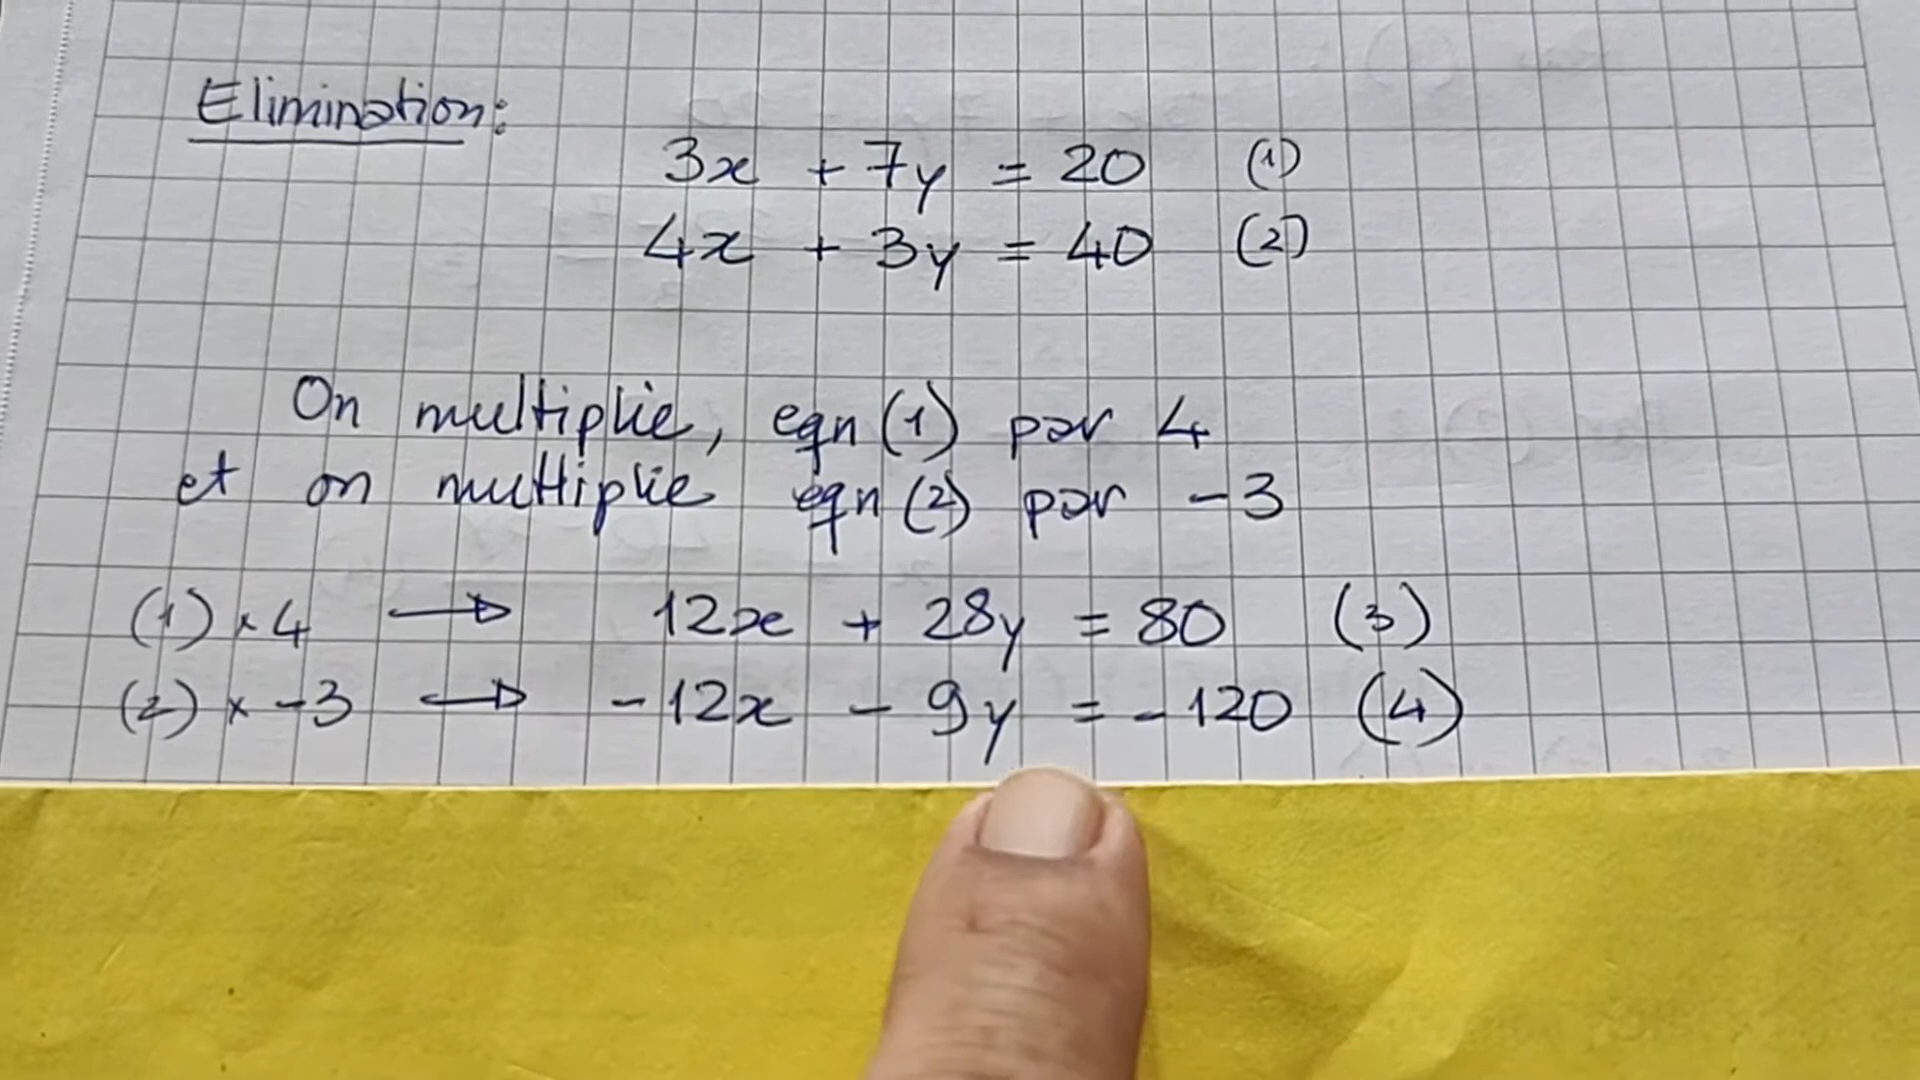 Elimination:
3x + 7y = 20 (1)
4x + 3y = 40 (2)
On multiplie, eqn (1) par 4
et on multiplie eqn (2) par -3
(1) × 4 → 12x + 28y = 80 (3)
(2) × -3 → -12x - 9y = -120 (4)